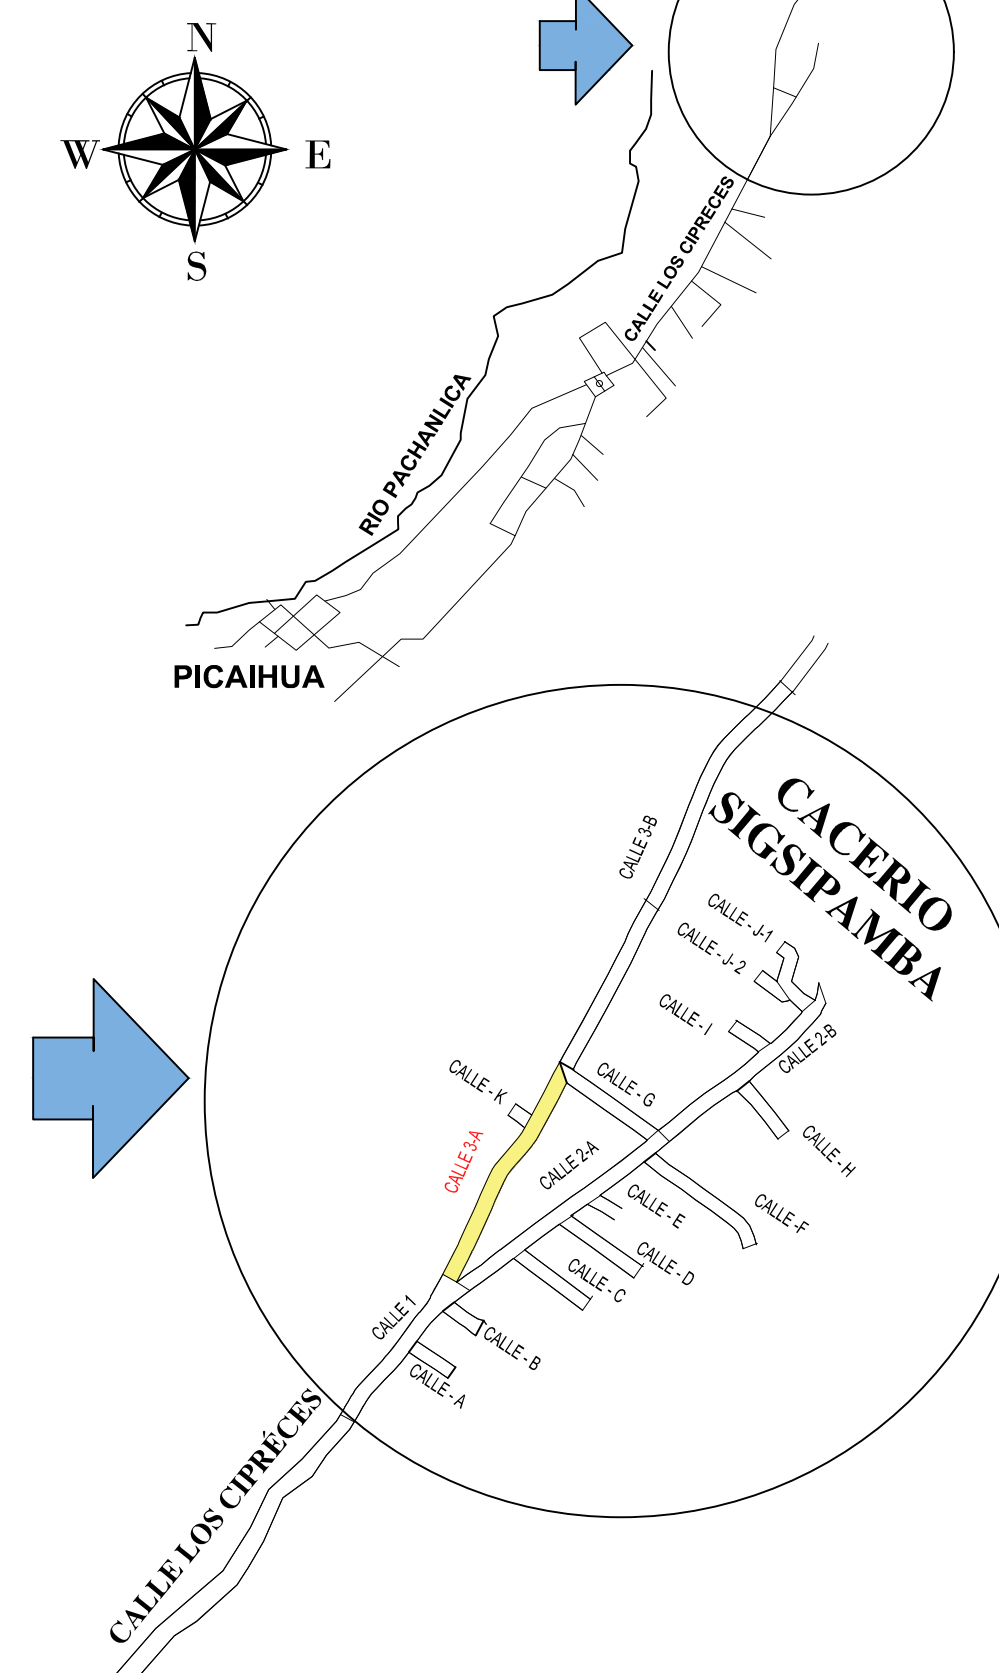 N
W
E
S
CALLE LOS CIPRECES
RIO PACHANLICA
PICAIHUA
CACERIO
SIGSIPAMBA
CALLE 3-B
CALLE - J-1
CALLE - J- 2
CALLE - I
CALLE 2-B
CALLE - K
CALLE - G
CALLE 3-A
CALLE 2-A
CALLE - H
CALLE - E
CALLE -F
CALLE - D
CALLE - C
CALLE 1
CALLE - B
CALLE - A
CALLE LOS CIPRÉCES